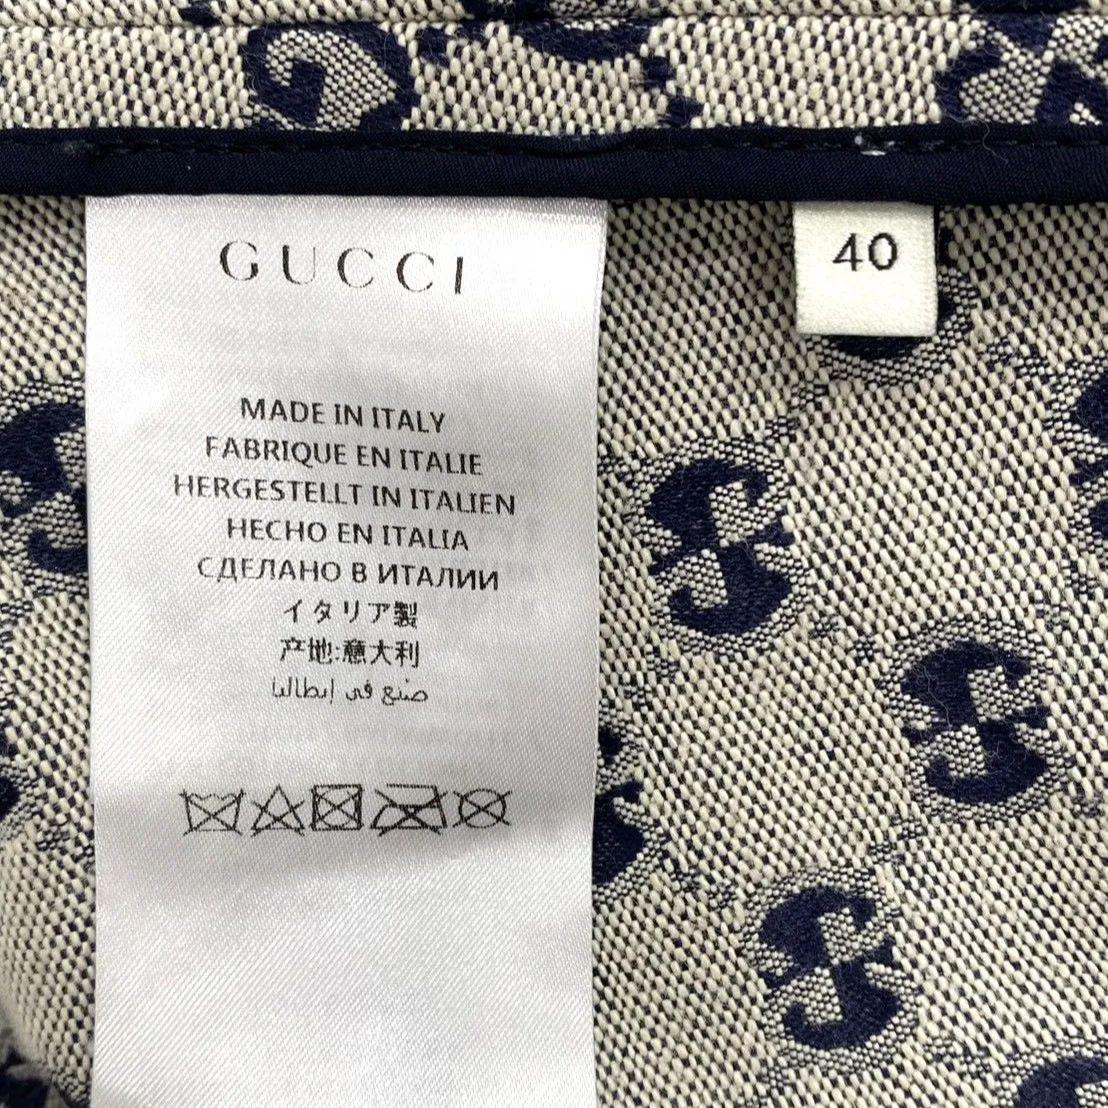 GUCCI
40
MADE IN ITALY
FABRIQUE EN ITALIE
HERGESTELLT IN ITALIEN
HECHO EN ITALIA
СДЕЛАНО В ИТАЛИИ
イタリア製
产地:意大利
صنع في إيطاليا